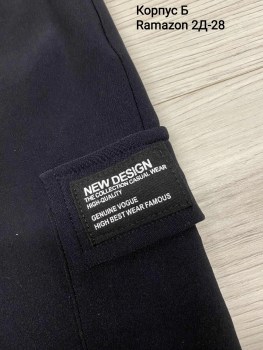 Корпус Б
Ramazon 2Д-28
NEW DESIGN
THE COLLECTION CASUAL WEAR
HIGH-QUALITY
GENUINE VOGUE
HIGH BEST WEAR FAMOUS